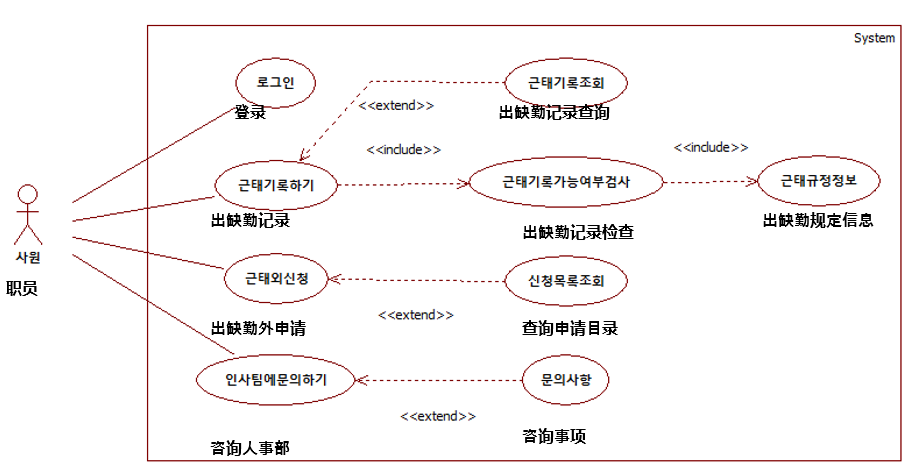 System
로그인
登录
<<extend>>
근태기록조회
出缺勤记录查询
<<include>>
<<include>>
근태기록하기
出缺勤记录
근태기록가능여부검사
出缺勤记录检查
근태규정정보
出缺勤规定信息
사원
职员
근태외신청
出缺勤外申请
<<extend>>
신청목록조회
查询申请目录
인사팀에문의하기
咨询人事部
<<extend>>
문의사항
咨询事项